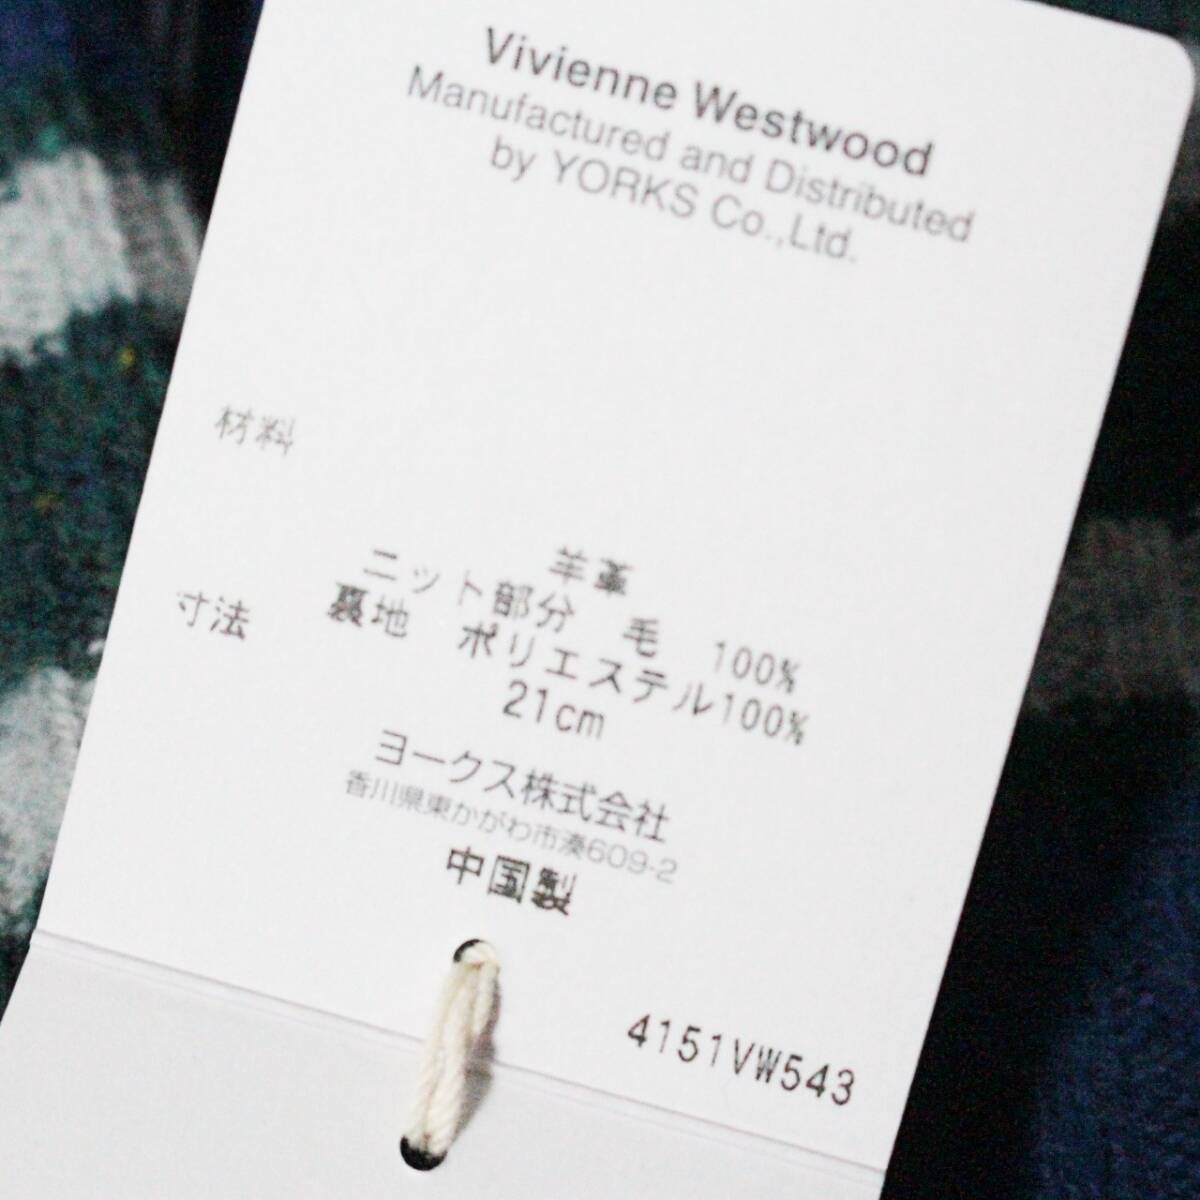 Vivienne Westwood
Manufactured and Distributed
by YORKS Co.,Ltd.
材料
羊革
ニット部分 毛 100%
裏地 ポリエステル100%
寸法 21cm
ヨークス株式会社
香川県東かがわ市湊609-2
中国製
4151VW543